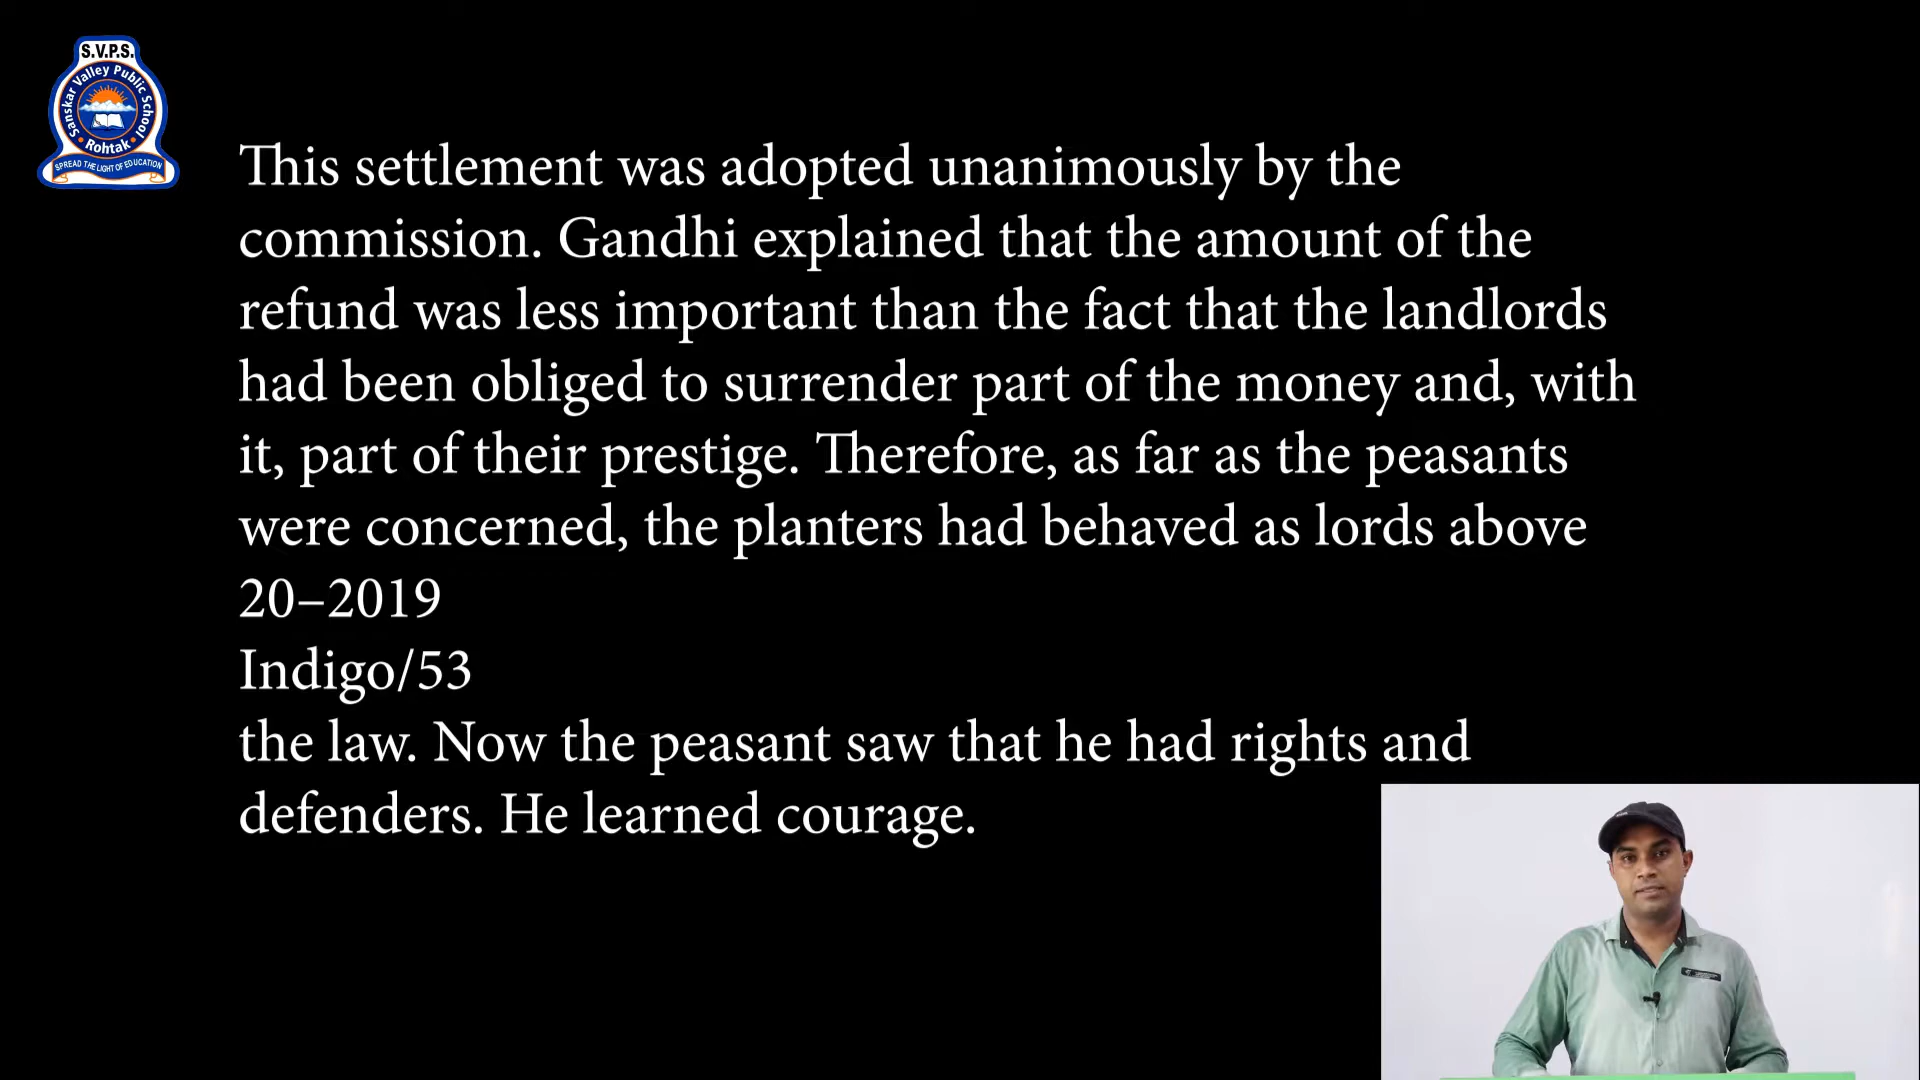 S.V.P.S.
Sanskar Valley Public School
Rohtak
SPREAD THE LIGHT OF EDUCATION
This settlement was adopted unanimously by the
commission. Gandhi explained that the amount of the
refund was less important than the fact that the landlords
had been obliged to surrender part of the money and, with
it, part of their prestige. Therefore, as far as the peasants
were concerned, the planters had behaved as lords above
20–2019
Indigo/53
the law. Now the peasant saw that he had rights and
defenders. He learned courage.